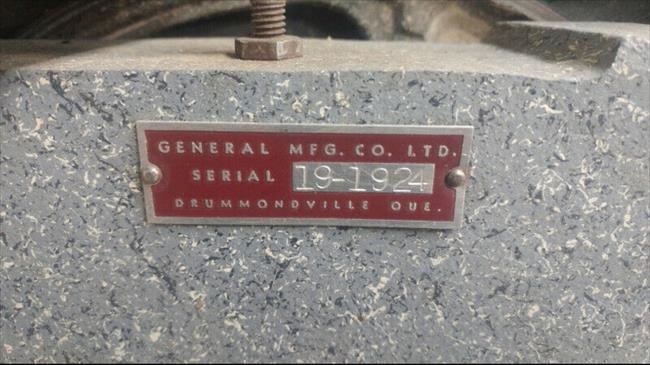 GENERAL MFG. CO. LTD.
SERIAL 19-1924
DRUMMONDVILLE QUE.